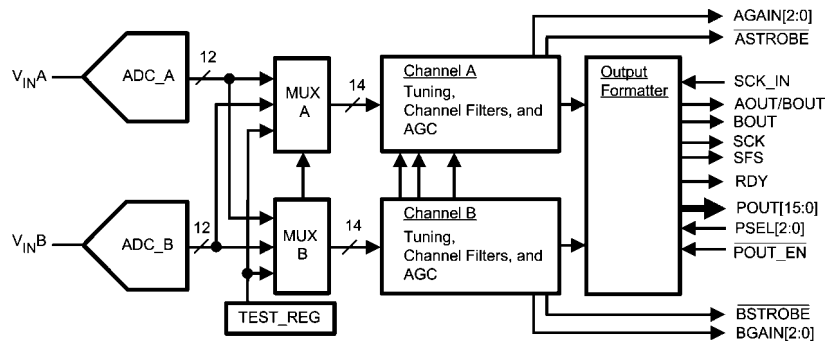 AGAIN[2:0]
ASTROBE
V_INA
ADC_A
12
MUX
A
14
Channel A
Tuning,
Channel Filters, and
AGC
Output
Formatter
SCK_IN
AOUT/BOUT
BOUT
SCK
SFS
RDY
POUT[15:0]
PSEL[2:0]
POUT_EN
V_INB
ADC_B
12
MUX
B
14
Channel B
Tuning,
Channel Filters, and
AGC
TEST_REG
BSTROBE
BGAIN[2:0]